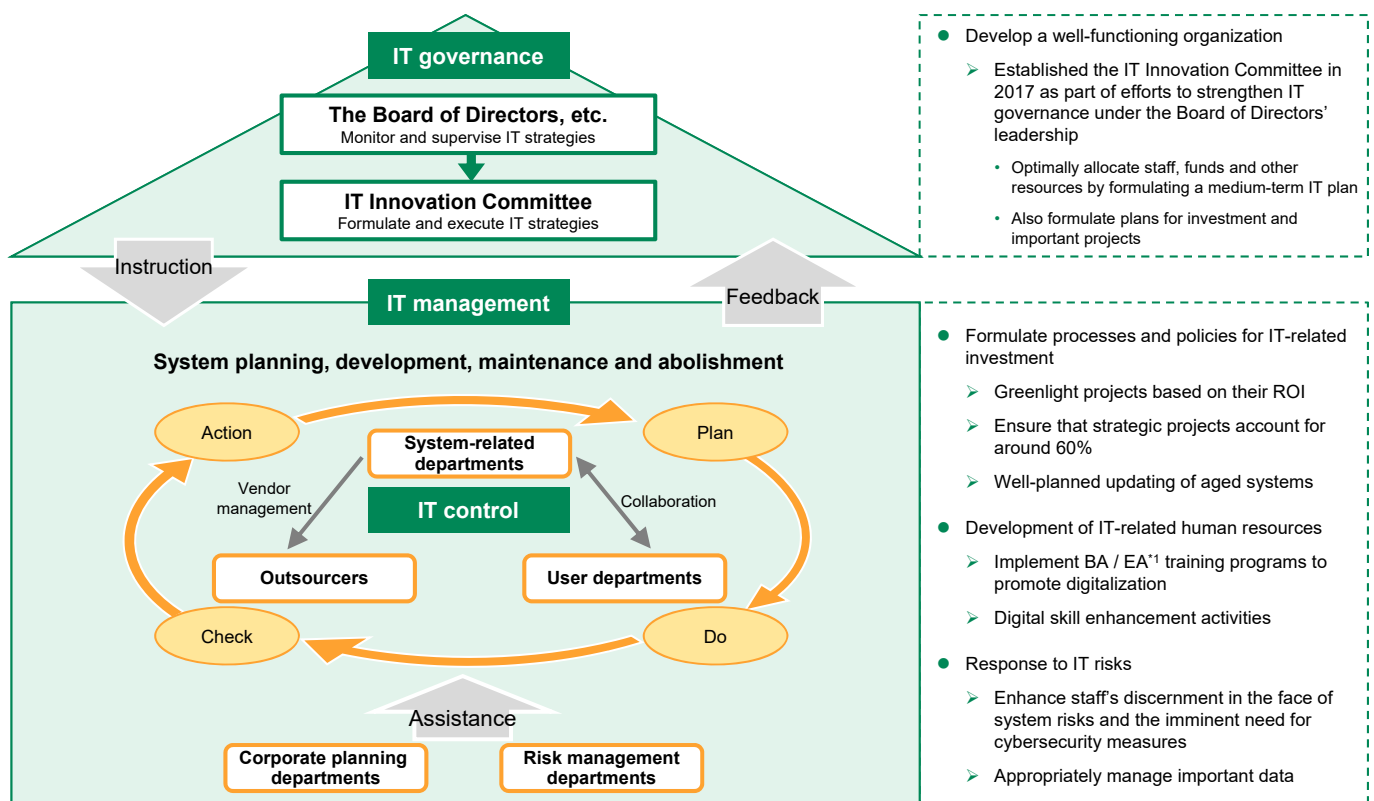 IT governance
The Board of Directors, etc.
Monitor and supervise IT strategies
IT Innovation Committee
Formulate and execute IT strategies
Instruction
Feedback
● Develop a well-functioning organization
➢ Established the IT Innovation Committee in
2017 as part of efforts to strengthen IT
governance under the Board of Directors’
leadership
• Optimally allocate staff, funds and other
resources by formulating a medium-term IT plan
• Also formulate plans for investment and
important projects
IT management
System planning, development, maintenance and abolishment
Action
Plan
System-related
departments
Vendor
management
IT control
Collaboration
Outsourcers
User departments
Check
Do
Assistance
Corporate planning
departments
Risk management
departments
● Formulate processes and policies for IT-related
investment
➢ Greenlight projects based on their ROI
➢ Ensure that strategic projects account for
around 60%
➢ Well-planned updating of aged systems
● Development of IT-related human resources
➢ Implement BA / EA*1 training programs to
promote digitalization
➢ Digital skill enhancement activities
● Response to IT risks
➢ Enhance staff’s discernment in the face of
system risks and the imminent need for
cybersecurity measures
➢ Appropriately manage important data